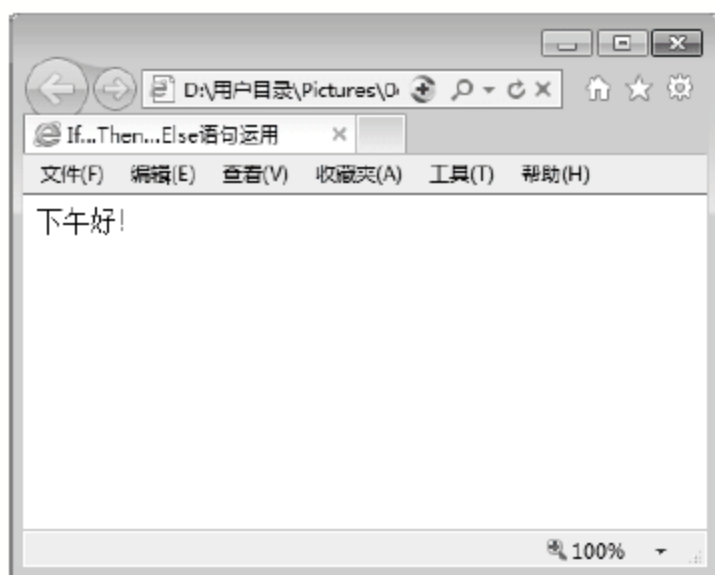 D:\用户目录\Pictures\0
If...Then...Else语句运用
文件(F) 编辑(E) 查看(V) 收藏夹(A) 工具(T) 帮助(H)
下午好!
100%